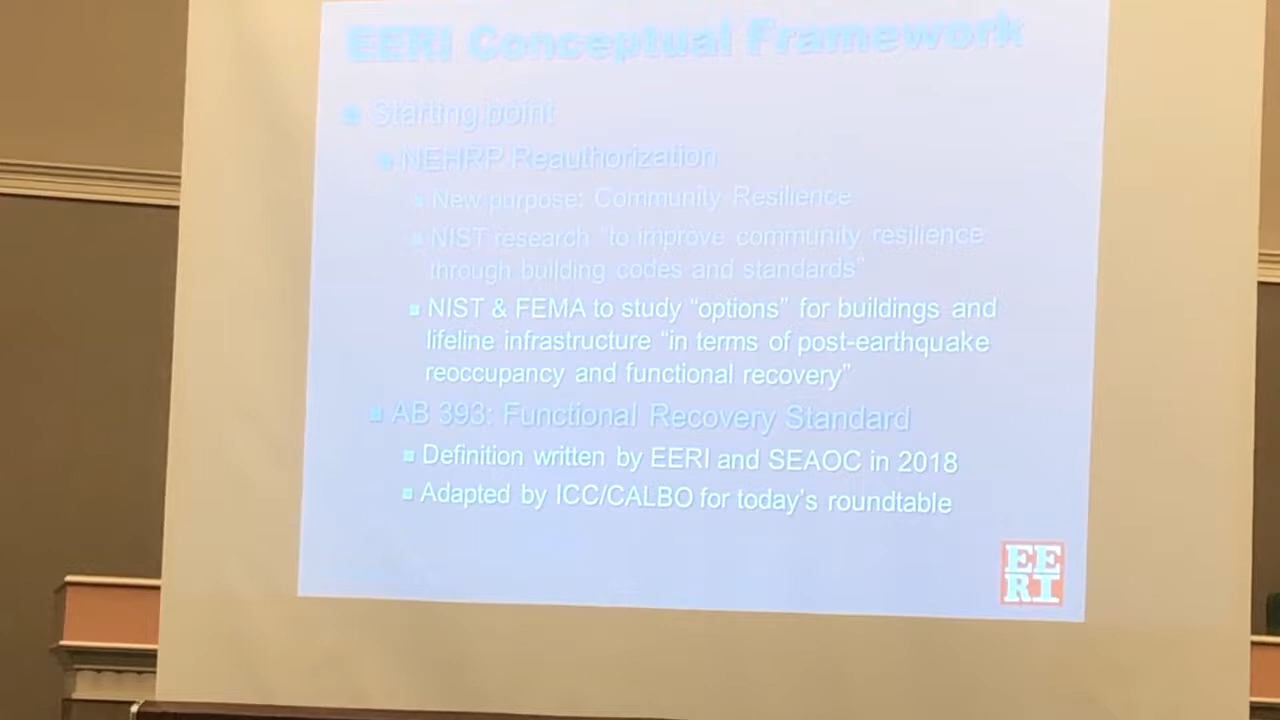 EERI Conceptual Framework
Starting point
NEHRP Reauthorization
New purpose: Community Resilience
NIST research "to improve community resilience
through building codes and standards"
NIST & FEMA to study "options" for buildings and
lifeline infrastructure "in terms of post-earthquake
reoccupancy and functional recovery"
AB 393: Functional Recovery Standard
Definition written by EERI and SEAOC in 2018
Adapted by ICC/CALBO for today's roundtable
EE
RI